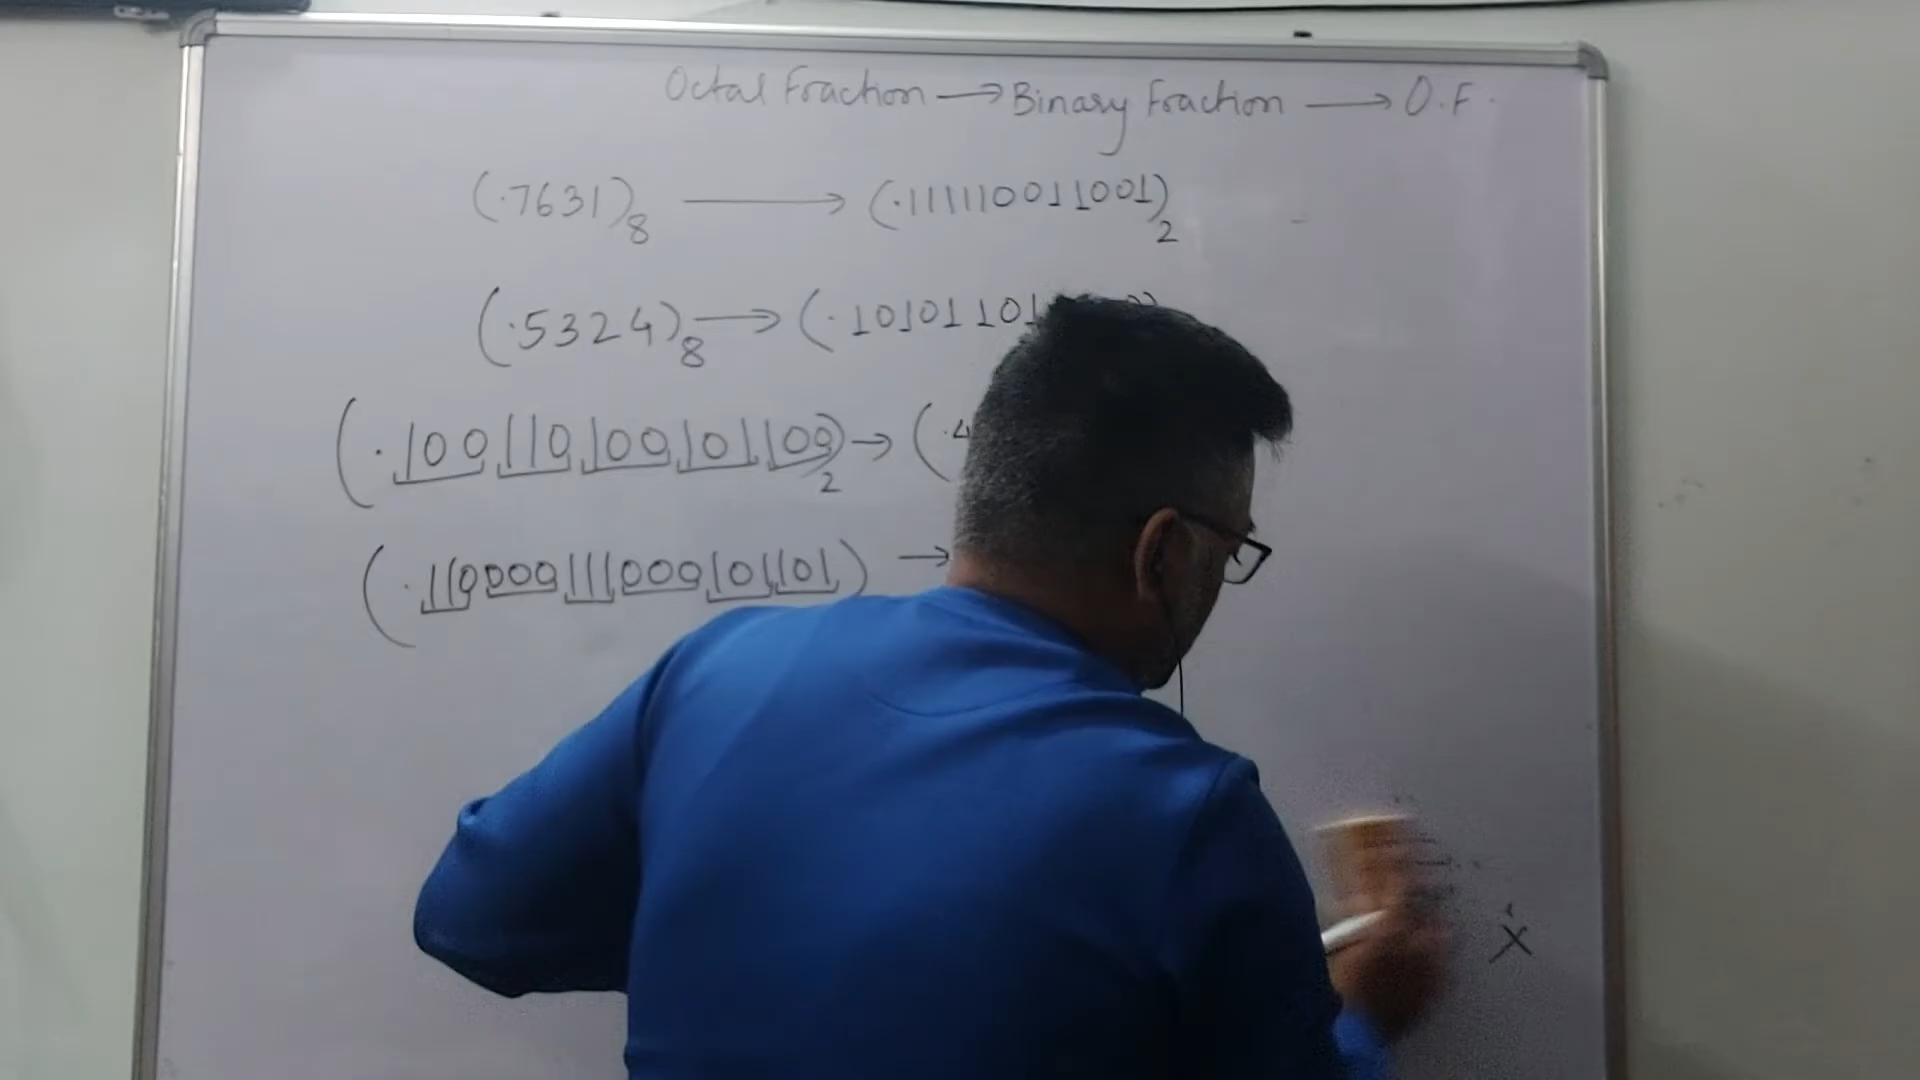 Octal Fraction → Binary Fraction → O.F.
(.7631)8 → (.111110011001)2
(.5324)8 → (.10101101
(.100110100101100)2 → (.4
(.110000111000101101) →
x